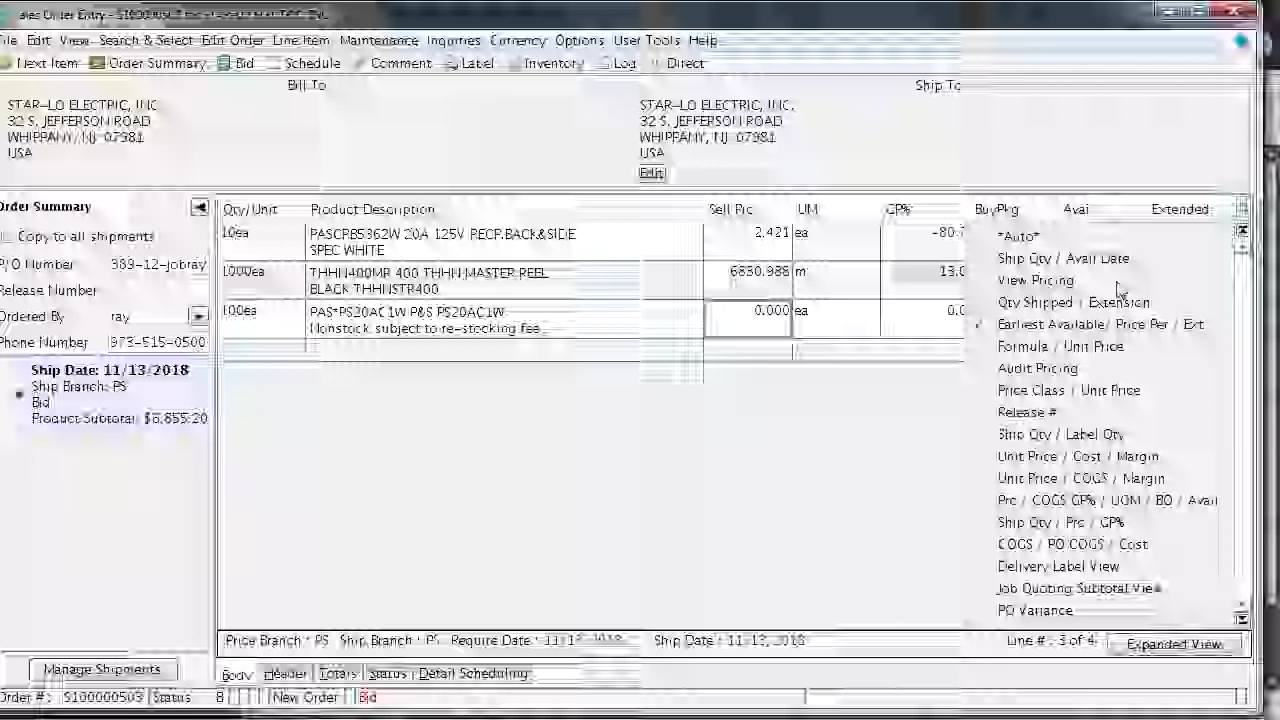 Sales Order Entry -
File Edit View Search & Select Edit Order Line Item Maintenance Inquiries Currency Options User Tools Help
Next Item Order Summary Bid Schedule Comment Label Inventory Log Direct
Bill To
STAR-LO ELECTRIC, INC.
32 S. JEFFERSON ROAD
WHIPPANY, NJ 07981
USA
Ship To
STAR-LO ELECTRIC, INC.
32 S. JEFFERSON ROAD
WHIPPANY, NJ 07981
USA
Edit
Order Summary
Copy to all shipments
P/O Number 389-12-jobray
Release Number
Ordered By ray
Phone Number 973-515-0500
Ship Date: 11/13/2018
Ship Branch: PS
Bid
Product Subtotal: $6,855.20
Manage Shipments
Qty/Unit Product Description Sell Prc UM GP%
10ea PASCRB5362W 20A 125V RECP.BACK&SIDE 2.421 ea -80.
SPEC WHITE
1000ea THHN400MR 400 THHN MASTER REEL 6830.988 m 13.0
BLACK THHNSTR400
100ea PAS*PS20AC1W P&S PS20AC1W 0.000 ea 0.0
Nonstock subject to re-stocking fee
BuyPkg Avai Extended
*Auto*
Ship Qty / Avail Date
View Pricing
Qty Shipped / Extension
Earliest Available/ Price Per / Ext
Formula / Unit Price
Audit Pricing
Price Class / Unit Price
Release #
Ship Qty / Label Qty
Unit Price / Cost / Margin
Unit Price / COGS / Margin
Prc / COGS GP% / UOM / BO / Avail
Ship Qty / Prc / GP%
COGS / PO COGS / Cost
Delivery Label View
Job Quoting Subtotal View
PO Variance
Price Branch : PS Ship Branch : PS Require Date : 11/13/2018 Ship Date : 11/13/2018 Line # : 3 of 4 Expanded View
Body Header Totals Status Detail Scheduling
Order # : S100000503 Status B New Order Bid